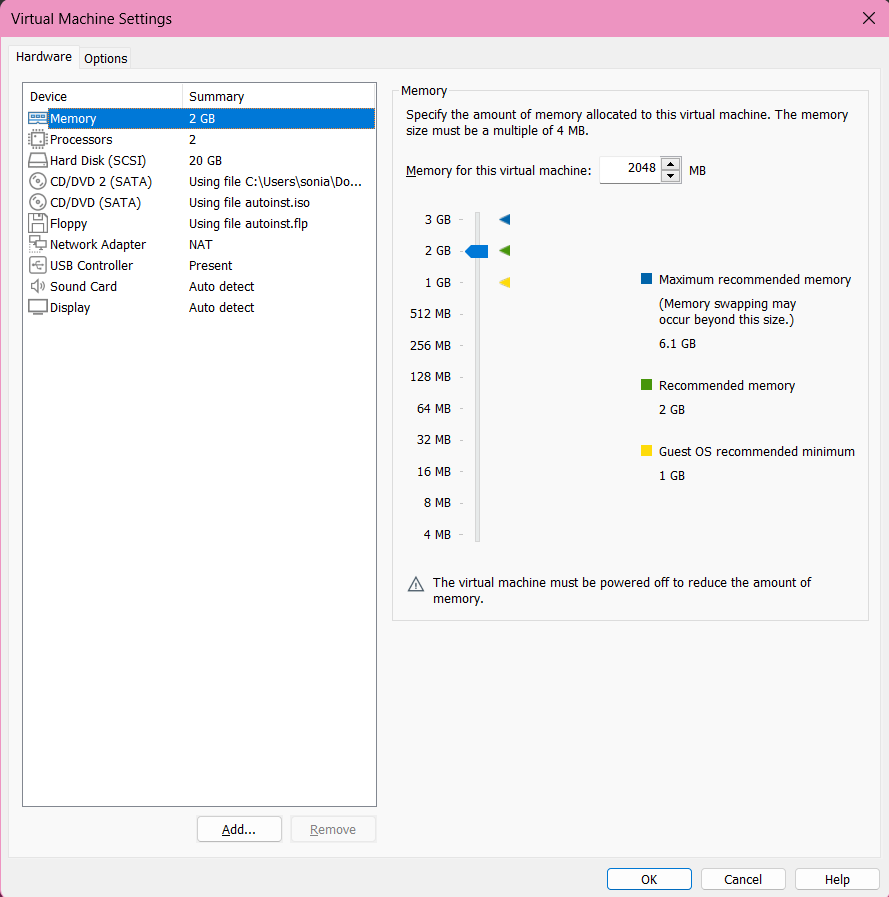 Virtual Machine Settings
Hardware
Options
Device Summary
Memory 2 GB
Processors 2
Hard Disk (SCSI) 20 GB
CD/DVD 2 (SATA) Using file C:\Users\sonia\Do...
CD/DVD (SATA) Using file autoinst.iso
Floppy Using file autoinst.flp
Network Adapter NAT
USB Controller Present
Sound Card Auto detect
Display Auto detect
Add...
Remove
Memory
Specify the amount of memory allocated to this virtual machine. The memory
size must be a multiple of 4 MB.
Memory for this virtual machine: 2048 MB
3 GB
2 GB
1 GB
512 MB
256 MB
128 MB
64 MB
32 MB
16 MB
8 MB
4 MB
Maximum recommended memory
(Memory swapping may
occur beyond this size.)
6.1 GB
Recommended memory
2 GB
Guest OS recommended minimum
1 GB
The virtual machine must be powered off to reduce the amount of
memory.
OK
Cancel
Help